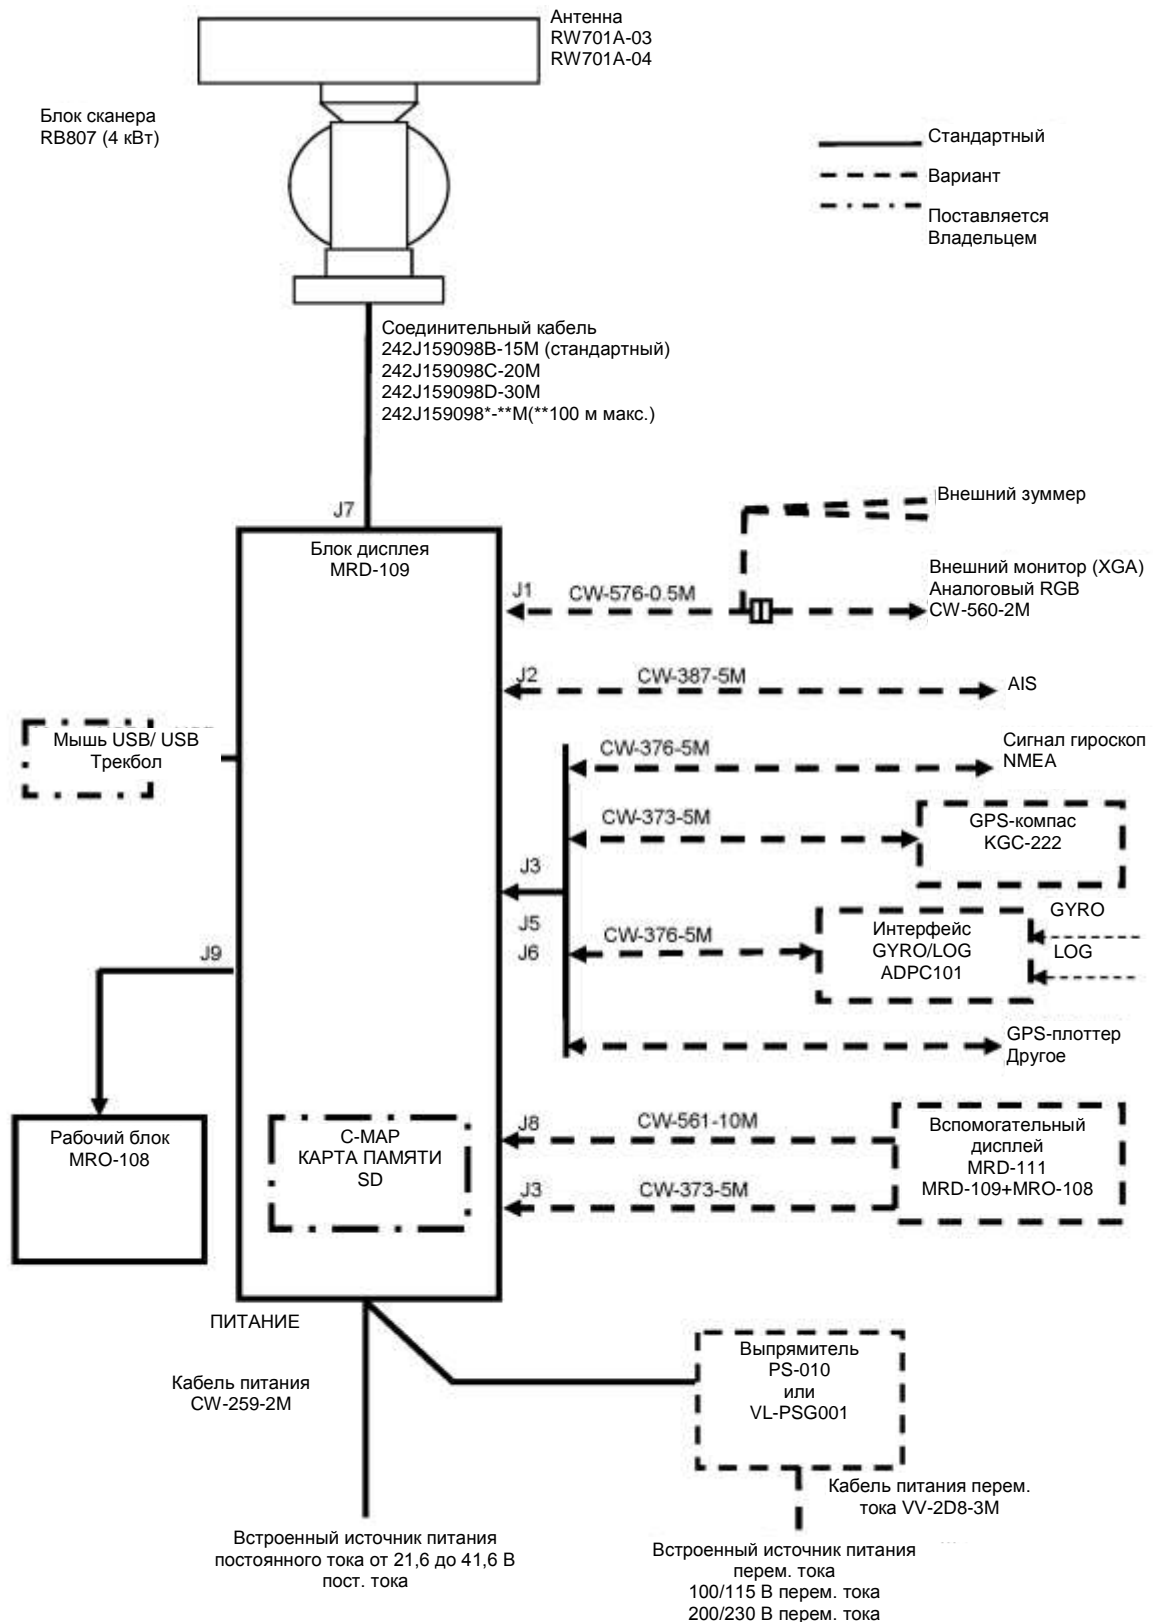 Антенна
RW701A-03
RW701A-04
Блок сканера
RB807 (4 кВт)
Стандартный
Вариант
Поставляется
Владельцем
Соединительный кабель
242J159098B-15M (стандартный)
242J159098C-20M
242J159098D-30M
242J159098*-**M(**100 м макс.)
J7
Блок дисплея
MRD-109
Внешний зуммер
J1
CW-576-0.5M
Внешний монитор (XGA)
Аналоговый RGB
CW-560-2M
J2
CW-387-5M
AIS
Мышь USB/ USB
Трекбол
CW-376-5M
Сигнал гироскоп
NMEA
CW-373-5M
GPS-компас
KGC-222
J3
J5
J6
CW-376-5M
Интерфейс
GYRO/LOG
ADPC101
GYRO
LOG
J9
GPS-плоттер
Другое
Рабочий блок
MRO-108
C-MAP
КАРТА ПАМЯТИ
SD
J8
CW-561-10M
J3
CW-373-5M
Вспомогательный
дисплей
MRD-111
MRD-109+MRO-108
ПИТАНИЕ
Кабель питания
CW-259-2M
Выпрямитель
PS-010
или
VL-PSG001
Кабель питания перем.
тока VV-2D8-3M
Встроенный источник питания
постоянного тока от 21,6 до 41,6 В
пост. тока
Встроенный источник питания
перем. тока
100/115 В перем. тока
200/230 В перем. тока